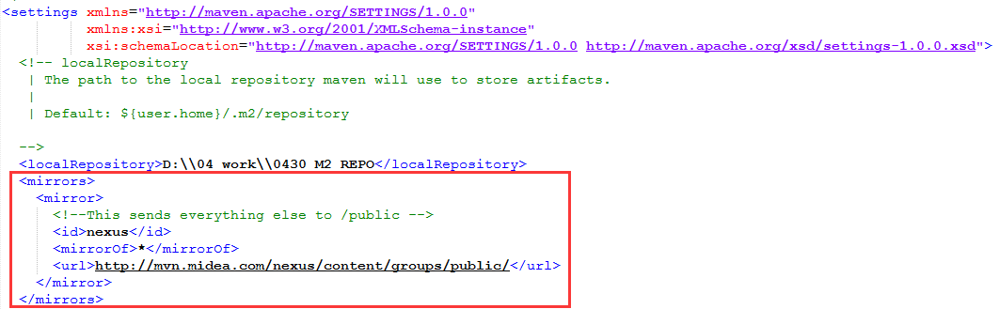 <settings xmlns="http://maven.apache.org/SETTINGS/1.0.0"
xmlns:xsi="http://www.w3.org/2001/XMLSchema-instance"
xsi:schemaLocation="http://maven.apache.org/SETTINGS/1.0.0 http://maven.apache.org/xsd/settings-1.0.0.xsd">
<!-- localRepository
| The path to the local repository maven will use to store artifacts.
|
| Default: ${user.home}/.m2/repository
-->
<localRepository>D:\\04 work\\0430 M2 REPO</localRepository>
<mirrors>
<mirror>
<!--This sends everything else to /public -->
<id>nexus</id>
<mirrorOf>*</mirrorOf>
<url>http://mvn.midea.com/nexus/content/groups/public/</url>
</mirror>
</mirrors>